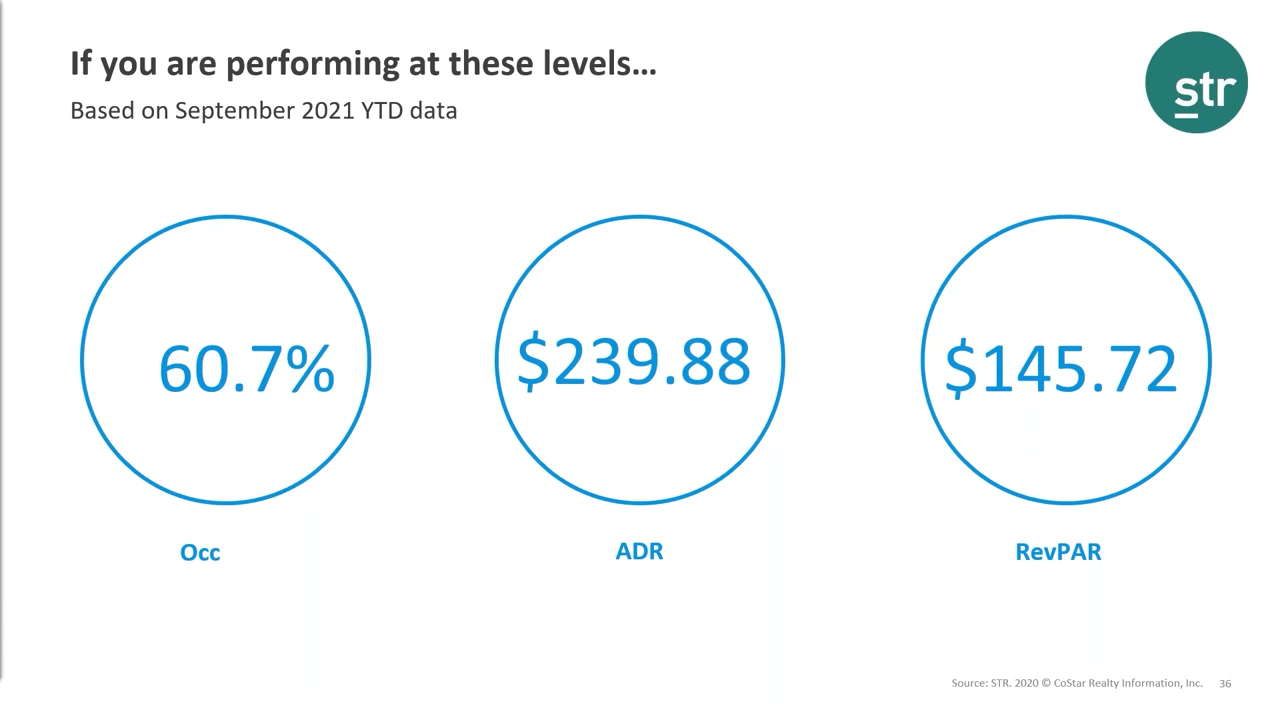 If you are performing at these levels...
Based on September 2021 YTD data
str
60.7%
$239.88
$145.72
Occ
ADR
RevPAR
Source: STR. 2020 © CoStar Realty Information, Inc.
36